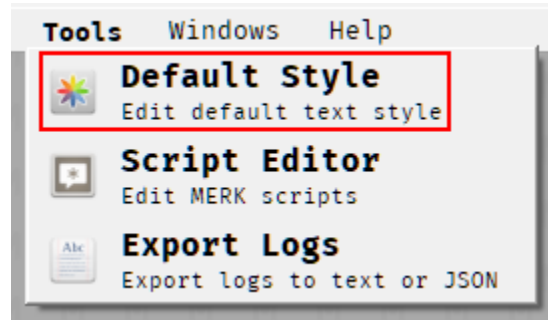 Tools Windows Help
Default Style
Edit default text style
Script Editor
Edit MERK scripts
Abc
Export Logs
Export logs to text or JSON